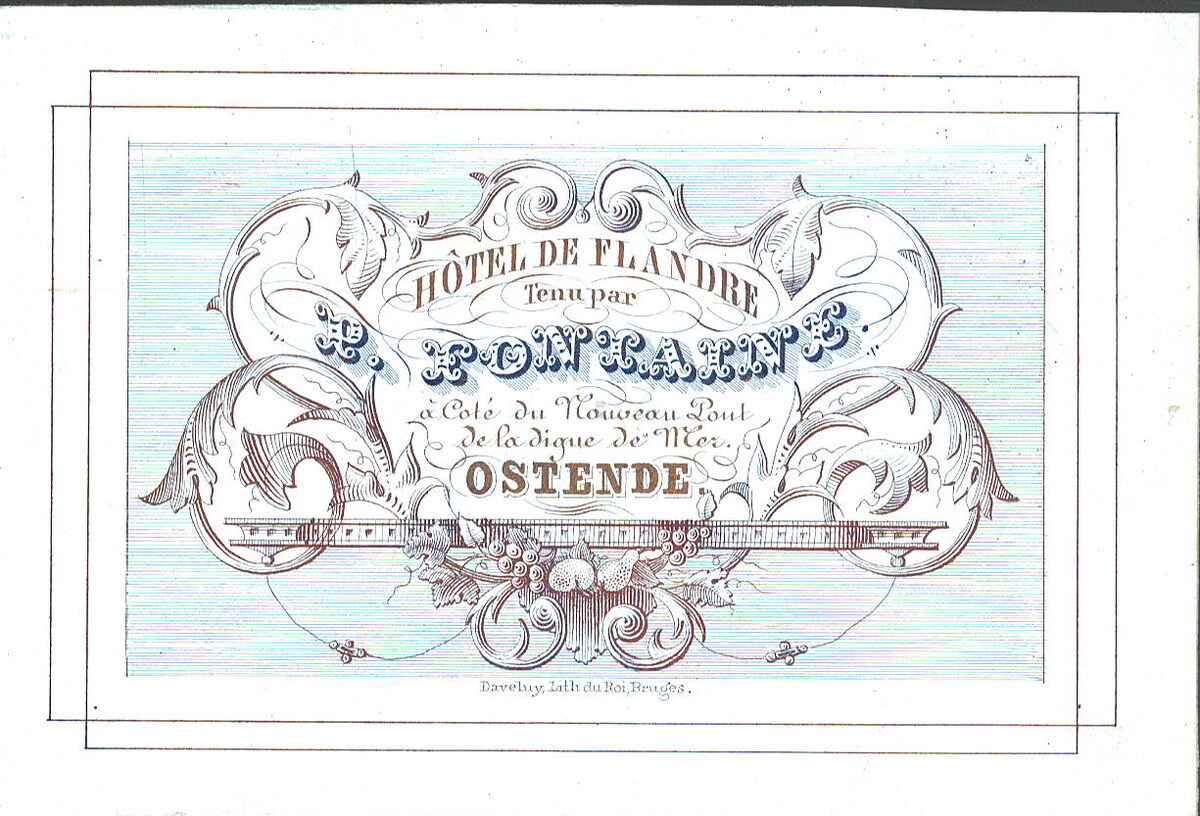 HÔTEL DE FLANDRE
Tenu par
P. FONTAINE.
à Coté du Nouveau Pont
de la digue de Mer.
OSTENDE.
Daveluy, Lith du Roi, Bruges.